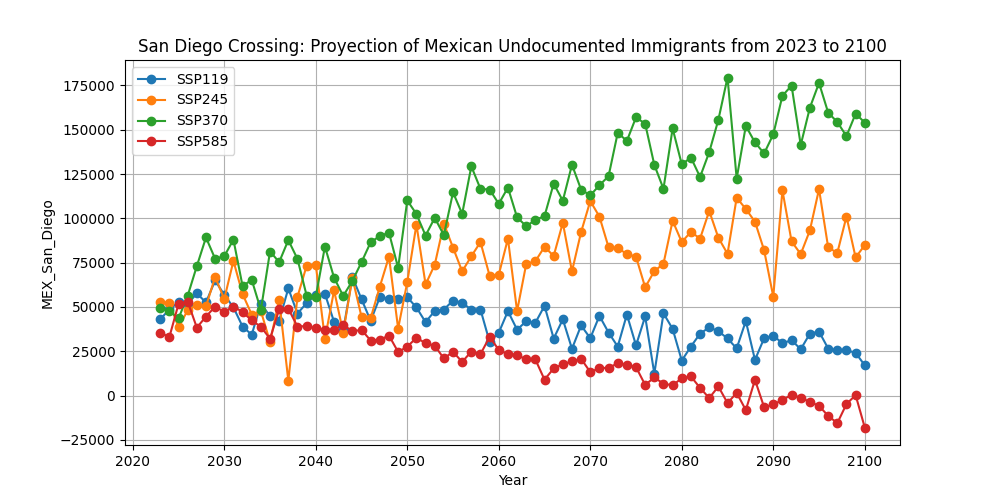 San Diego Crossing: Proyection of Mexican Undocumented Immigrants from 2023 to 2100
SSP119
SSP245
SSP370
SSP585
175000
150000
125000
100000
75000
50000
25000
0
−25000
MEX_San_Diego
2020 2030 2040 2050 2060 2070 2080 2090 2100
Year